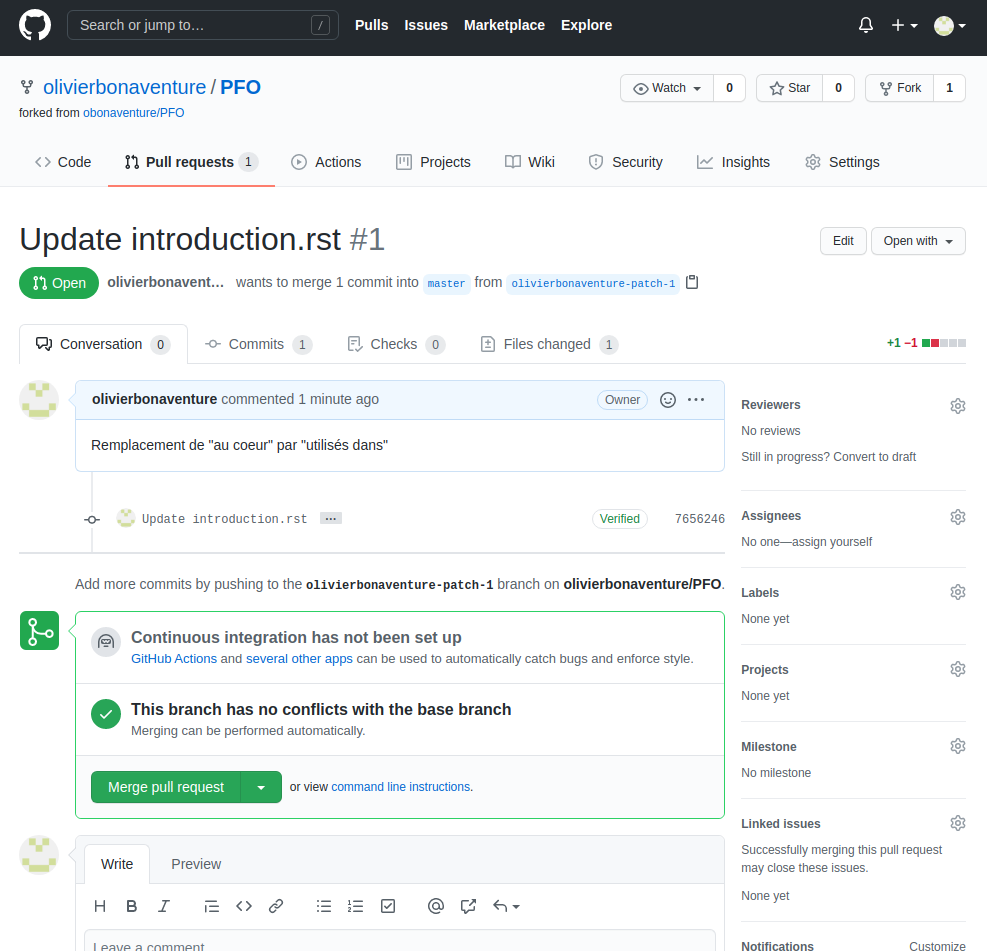 Search or jump to… / Pulls Issues Marketplace Explore
olivierbonaventure / PFO Watch 0 Star 0 Fork 1
forked from obonaventure/PFO
Code Pull requests 1 Actions Projects Wiki Security Insights Settings
Update introduction.rst #1 Edit Open with
Open olivierbonavent… wants to merge 1 commit into master from olivierbonaventure-patch-1
Conversation 0 Commits 1 Checks 0 Files changed 1 +1 −1
olivierbonaventure commented 1 minute ago Owner
Remplacement de "au coeur" par "utilisés dans"
Update introduction.rst … Verified 7656246
Add more commits by pushing to the olivierbonaventure-patch-1 branch on olivierbonaventure/PFO.
Continuous integration has not been set up
GitHub Actions and several other apps can be used to automatically catch bugs and enforce style.
This branch has no conflicts with the base branch
Merging can be performed automatically.
Merge pull request or view command line instructions.
Write Preview
H B I
Leave a comment
Reviewers
No reviews
Still in progress? Convert to draft
Assignees
No one—assign yourself
Labels
None yet
Projects
None yet
Milestone
No milestone
Linked issues
Successfully merging this pull request
may close these issues.
None yet
Notifications Customize